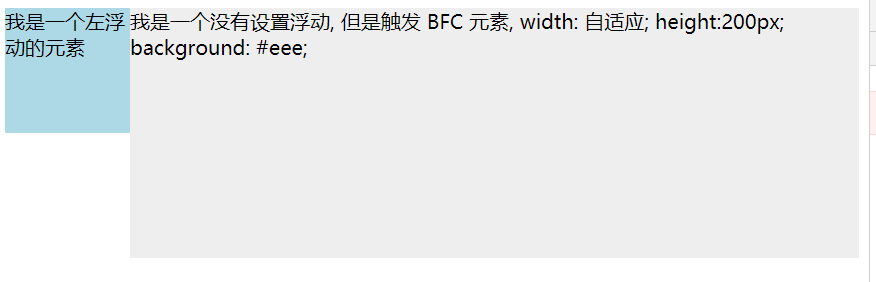 我是一个左浮
动的元素
我是一个没有设置浮动, 但是触发 BFC 元素, width: 自适应; height:200px;
background: #eee;